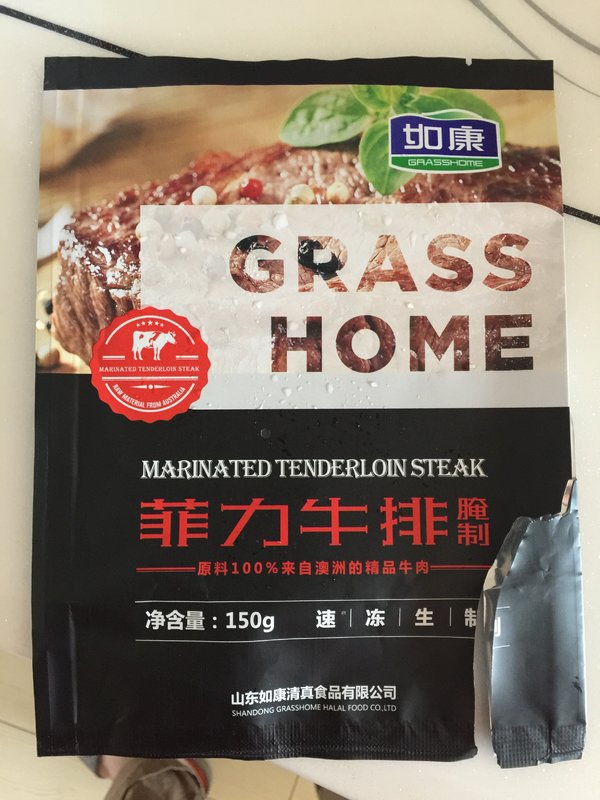 如康
GRASSHOME
GRASS
HOME
MARINATED TENDERLOIN STEAK
RAW MATERIAL FROM AUSTRALIA
MARINATED TENDERLOIN STEAK
菲力牛排 腌制
原料100%来自澳洲的精品牛肉
净含量：150g 速 冻 生 制
山东如康清真食品有限公司
SHANDONG GRASSHOME HALAL FOOD CO.,LTD